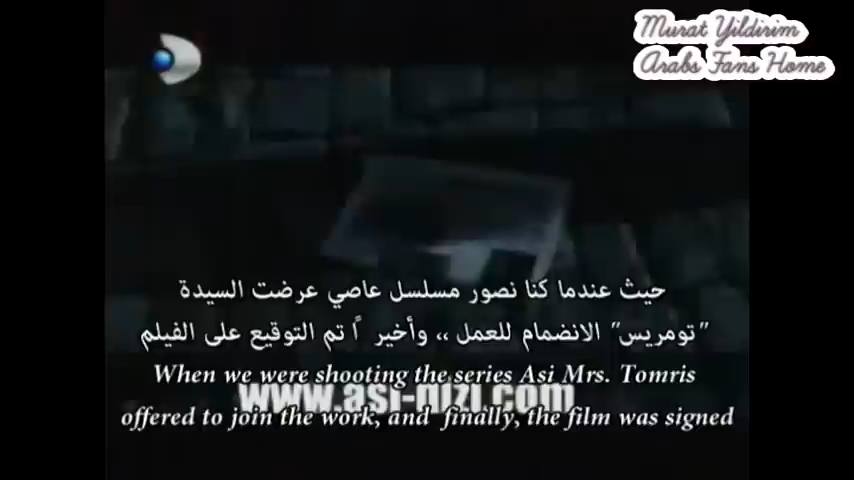 Murat Yildirim
Arabs Fans Home
حيث عندما كنا نصور مسلسل عاصي عرضت السيدة
"تومريس" الانضمام للعمل ،، وأخير اً تم التوقيع على الفيلم
When we were shooting the series Asi Mrs. Tomris
www.asi-hizi.com
offered to join the work, and finally, the film was signed